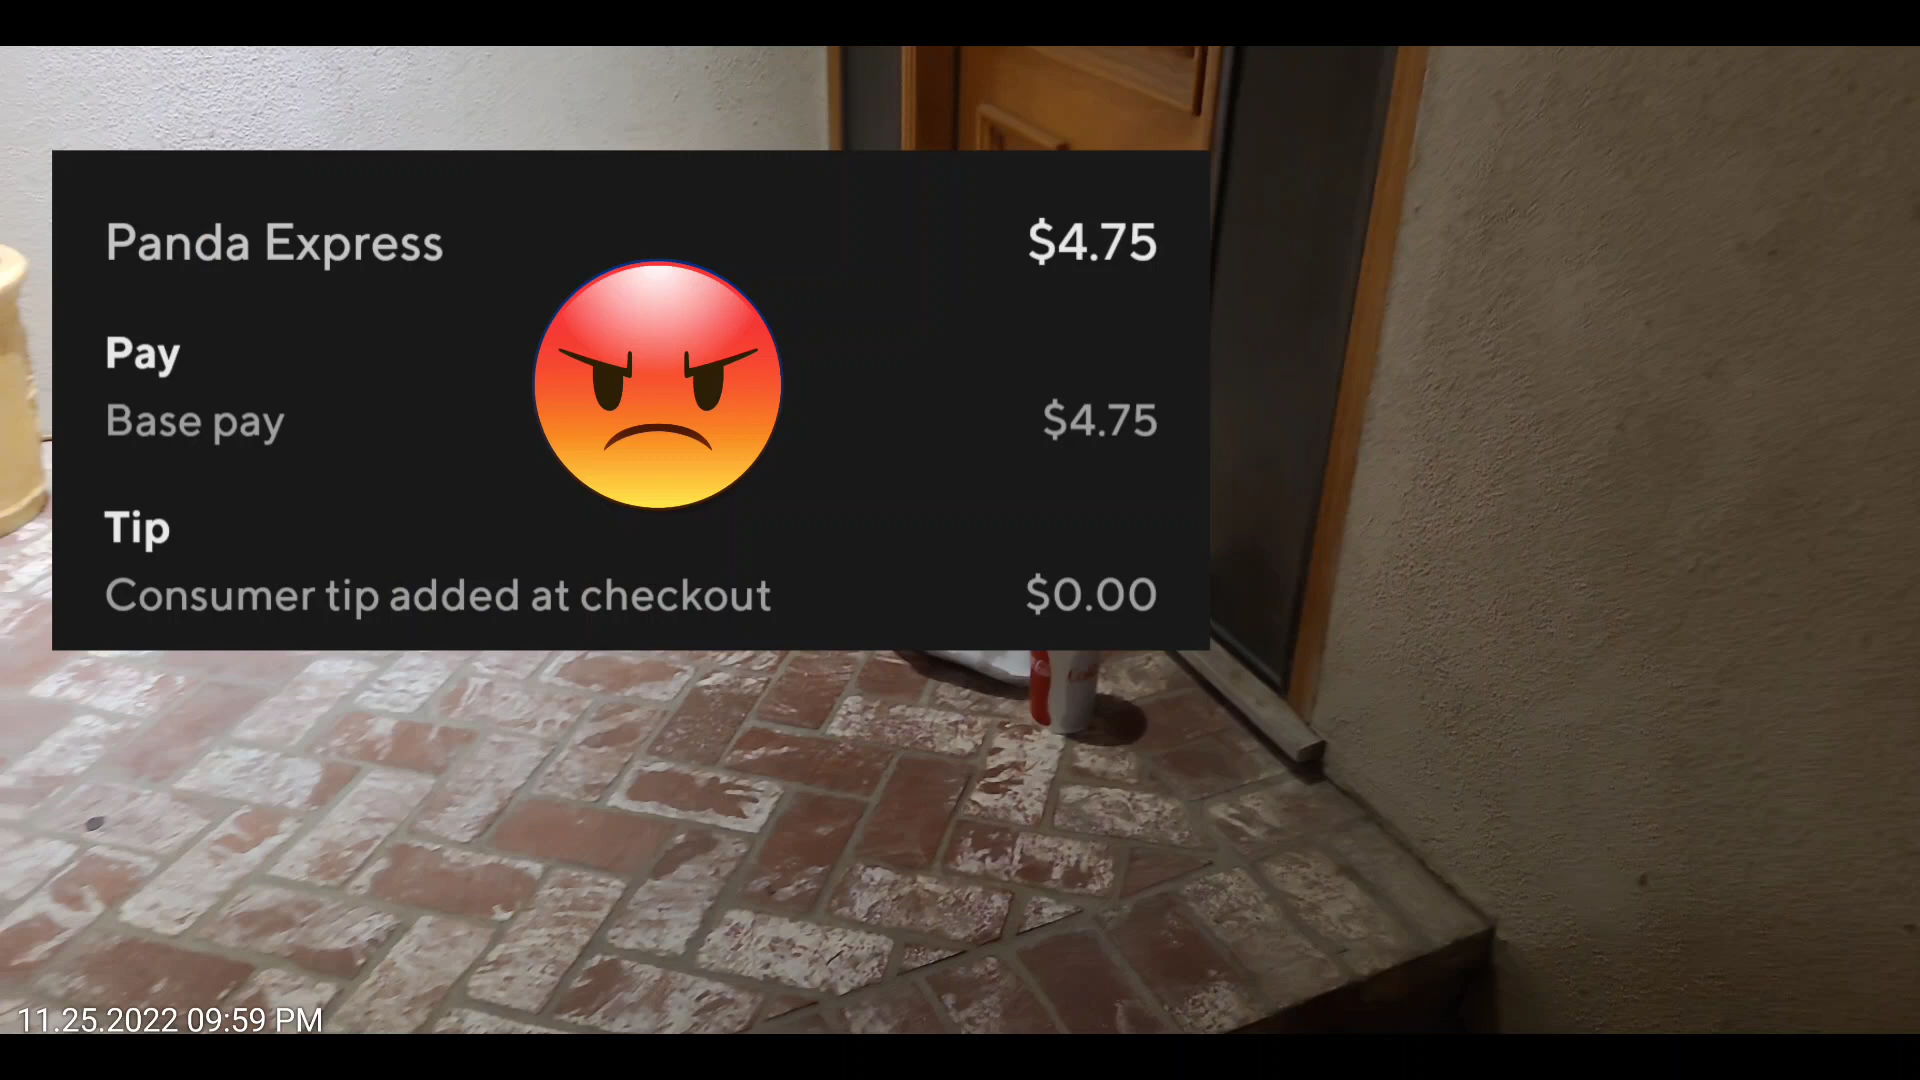 Panda Express $4.75
Pay
Base pay $4.75
Tip
Consumer tip added at checkout $0.00
11.25.2022 09:59 PM